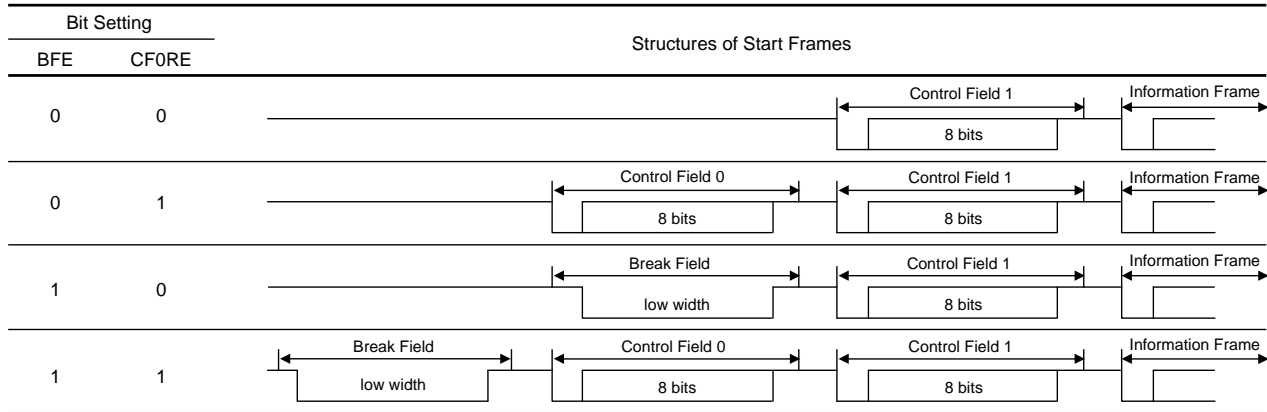 Bit Setting
Structures of Start Frames
BFE CF0RE
Control Field 1 Information Frame
0 0
8 bits
Control Field 0 Control Field 1 Information Frame
0 1
8 bits 8 bits
Break Field Control Field 1 Information Frame
1 0
low width 8 bits
Break Field Control Field 0 Control Field 1 Information Frame
1 1
low width 8 bits 8 bits